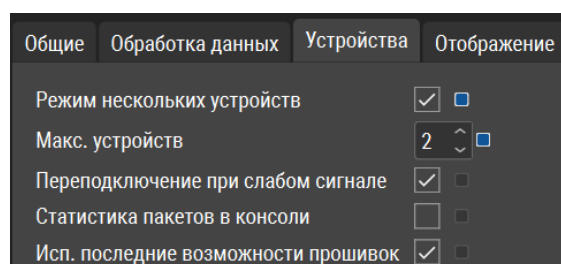 Общие Обработка данных Устройства Отображение
Режим нескольких устройств
Макс. устройств 2
Переподключение при слабом сигнале
Статистика пакетов в консоли
Исп. последние возможности прошивок